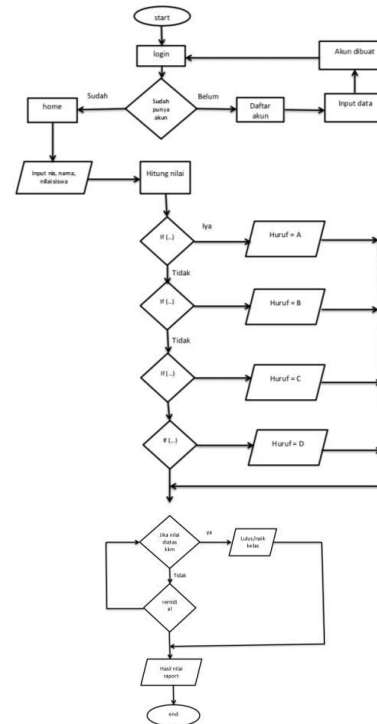 start
login
Akun dibuat
Sudah
Belum
home
Sudah
punya
akun
Daftar
akun
Input data
Input nis, nama,
nilai siswa
Hitung nilai
Iya
If (...)
Huruf = A
Tidak
If (...)
Huruf = B
Tidak
If (...)
Huruf = C
If (...)
Huruf = D
Jika nilai
diatas
kkm
ya
Lulus/naik
kelas
Tidak
remidi
al
Hasil nilai
raport
end